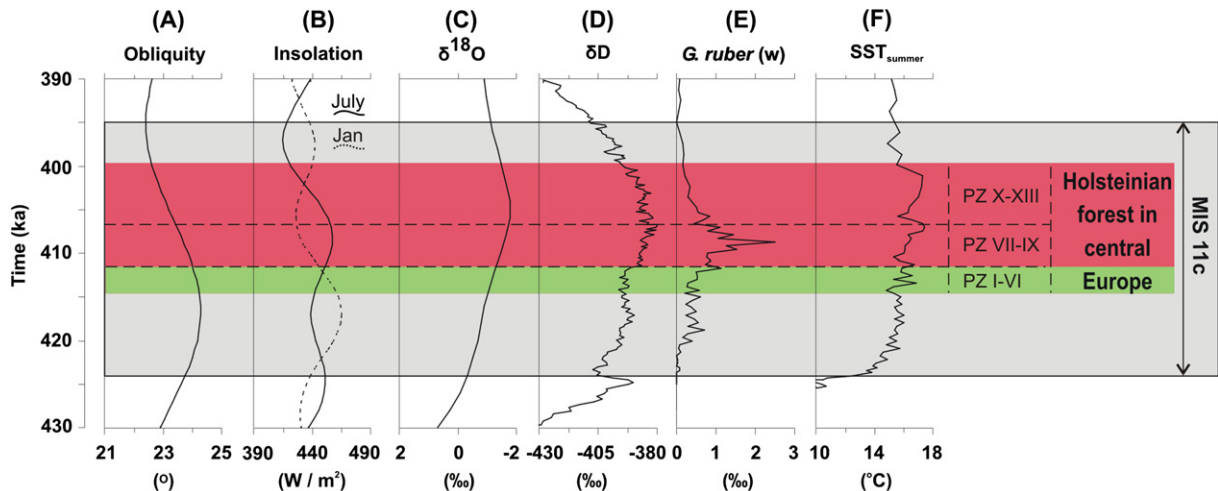 (A) (B) (C) (D) (E) (F)
Obliquity Insolation δ18O δD G. ruber (w) SSTsummer
390
400
410
420
430
Time (ka)
July
Jan
PZ X-XIII
PZ VII-IX
PZ I-VI
Holsteinian
forest in
central
Europe
MIS 11c
21 23 25 390 440 490 2 0 -2 -430 -405 -380 0 1 2 3 10 14 18
(o) (W / m2) (‰) (‰) (‰) (°C)